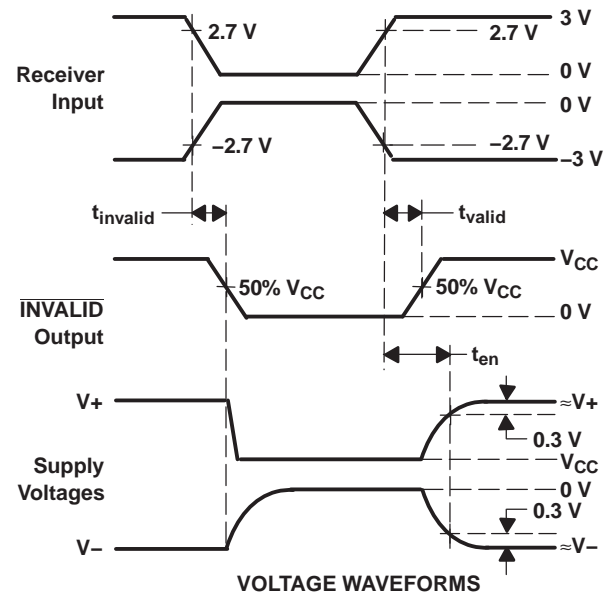 3 V
2.7 V
2.7 V
Receiver
Input
0 V
0 V
−2.7 V
−2.7 V
−3 V
tinvalid
tvalid
VCC
50% VCC
50% VCC
INVALID
Output
0 V
ten
V+
≈V+
0.3 V
Supply
Voltages
VCC
0 V
0.3 V
V−
≈V−
VOLTAGE WAVEFORMS